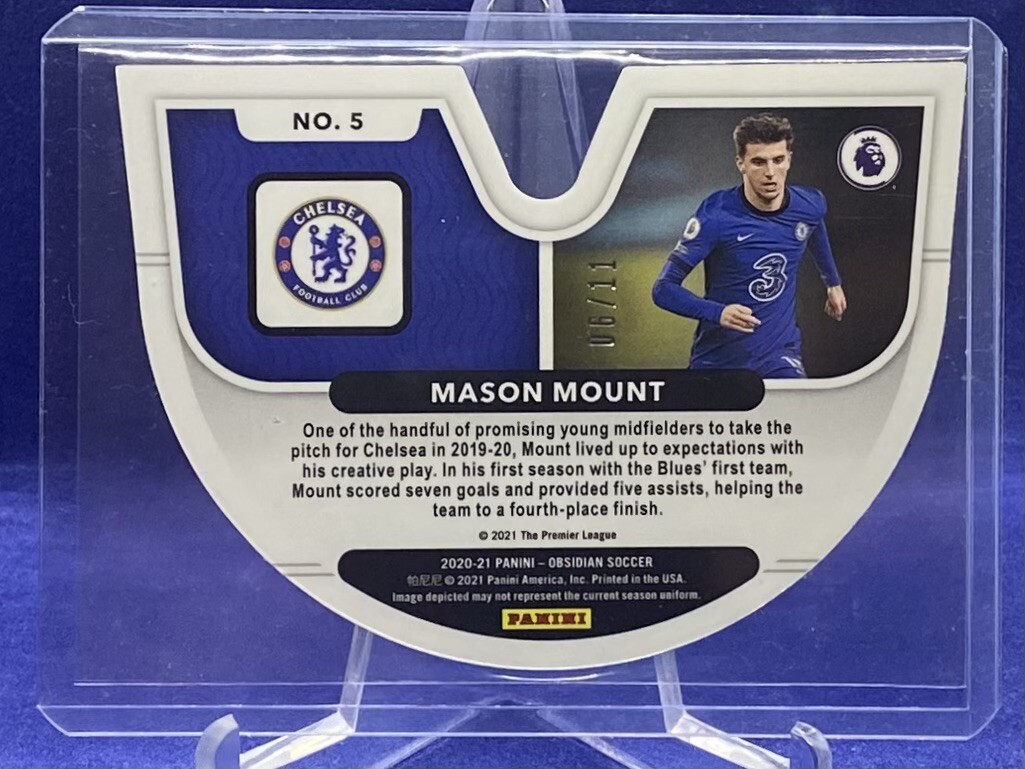 NO. 5
CHELSEA
FOOTBALL CLUB
3
06/11
MASON MOUNT
One of the handful of promising young midfielders to take the
pitch for Chelsea in 2019-20, Mount lived up to expectations with
his creative play. In his first season with the Blues' first team,
Mount scored seven goals and provided five assists, helping the
team to a fourth-place finish.
© 2021 The Premier League
2020-21 PANINI – OBSIDIAN SOCCER
帕尼尼 © 2021 Panini America, Inc. Printed in the USA.
Image depicted may not represent the current season uniform.
PANINI